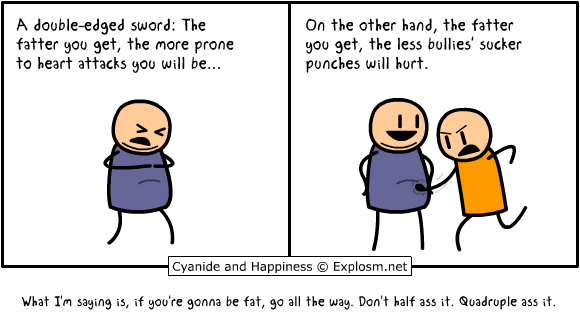 A double-edged sword: The
fatter you get, the more prone
to heart attacks you will be...
On the other hand, the fatter
you get, the less bullies' sucker
punches will hurt.
Cyanide and Happiness © Explosm.net
What I'm saying is, if you're gonna be fat, go all the way. Don't half ass it. Quadruple ass it.